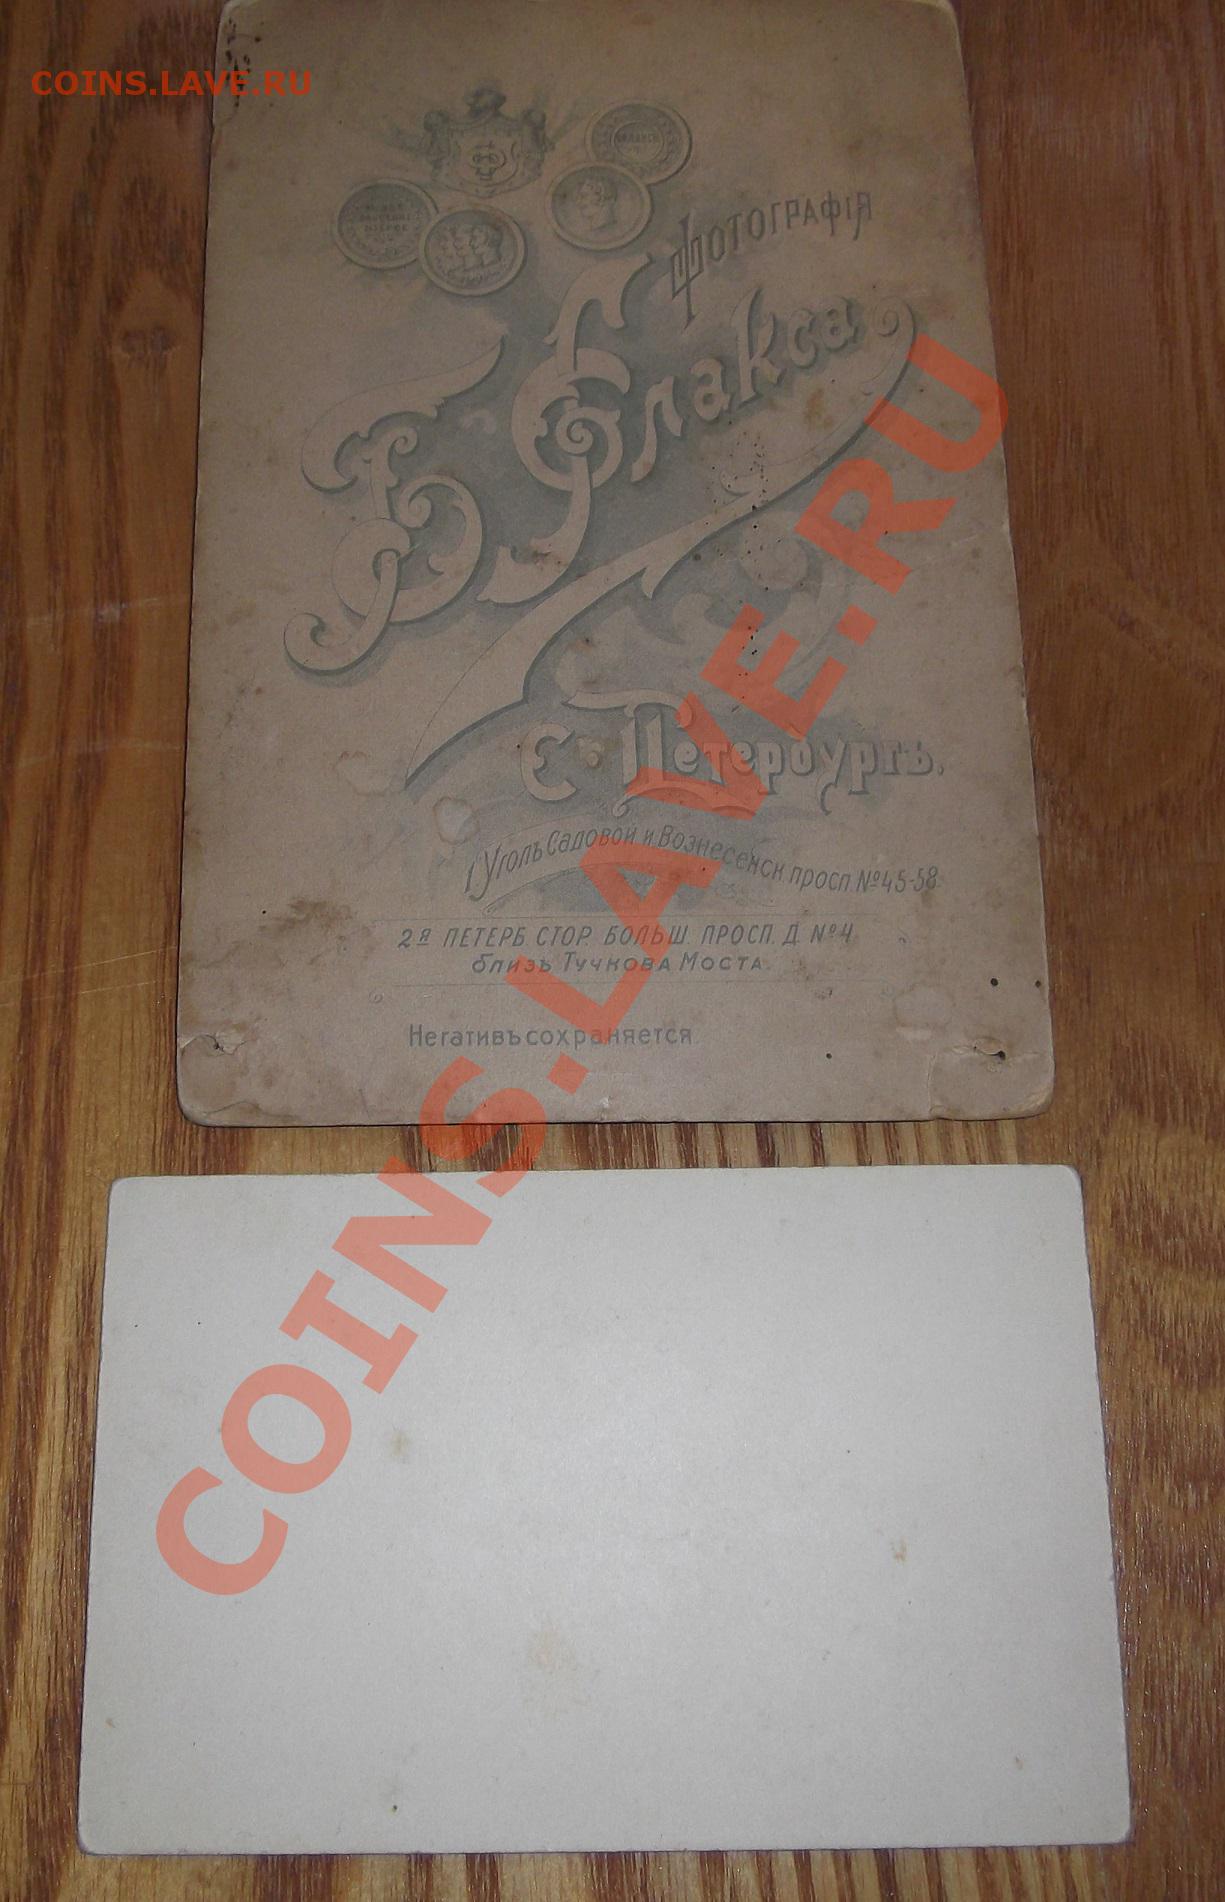 COINS.LAVE.RU
ФОТОГРАФІЯ
Б. Блакса
С. Петербургъ.
1, Уголъ Садовой и Вознесенск. просп. №45-58.
2я ПЕТЕРБ. СТОР. БОЛЬШ. ПРОСП. Д. №4
близъ ТУЧКОВА МОСТА.
Негативъ сохраняется.
COINS.LAVE.RU